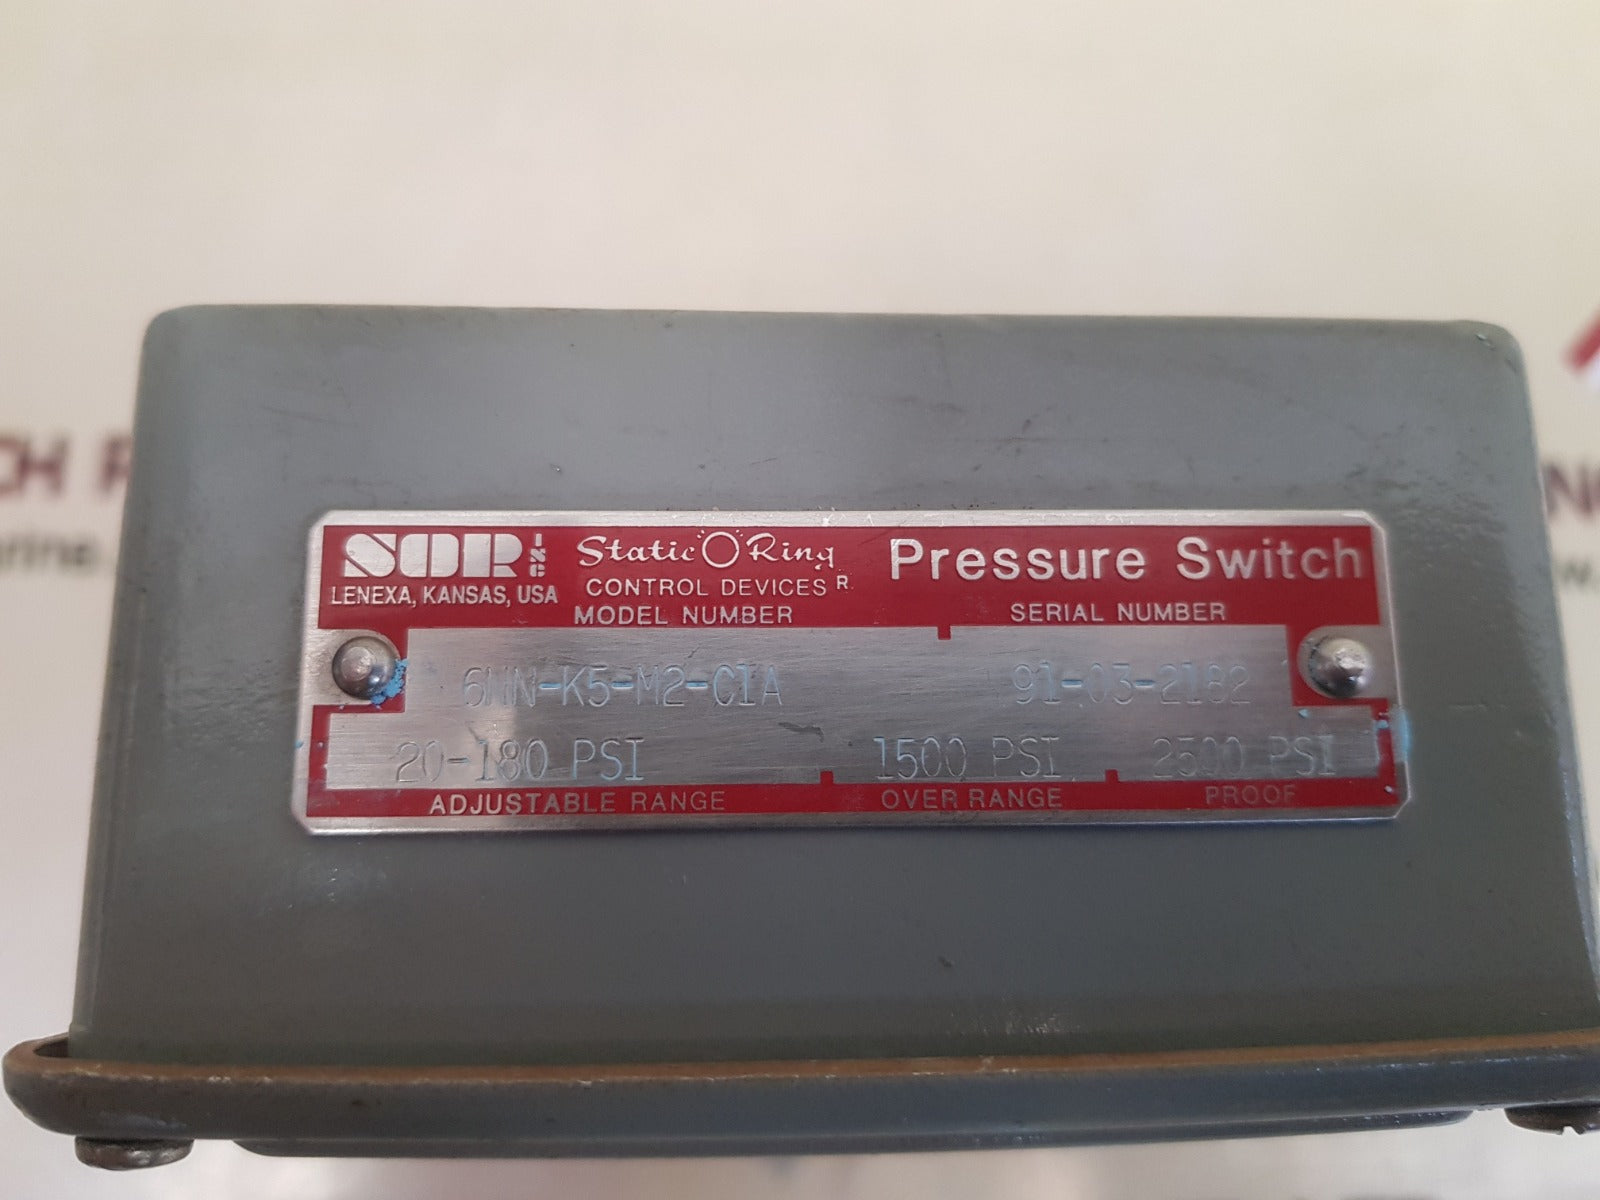 SOR INC
LENEXA, KANSAS, USA
Static "O" Ring
CONTROL DEVICES R.
Pressure Switch
MODEL NUMBER SERIAL NUMBER
6NN-K5-M2-C1A 91-03-2182
20-180 PSI 1500 PSI 2500 PSI
ADJUSTABLE RANGE OVER RANGE PROOF